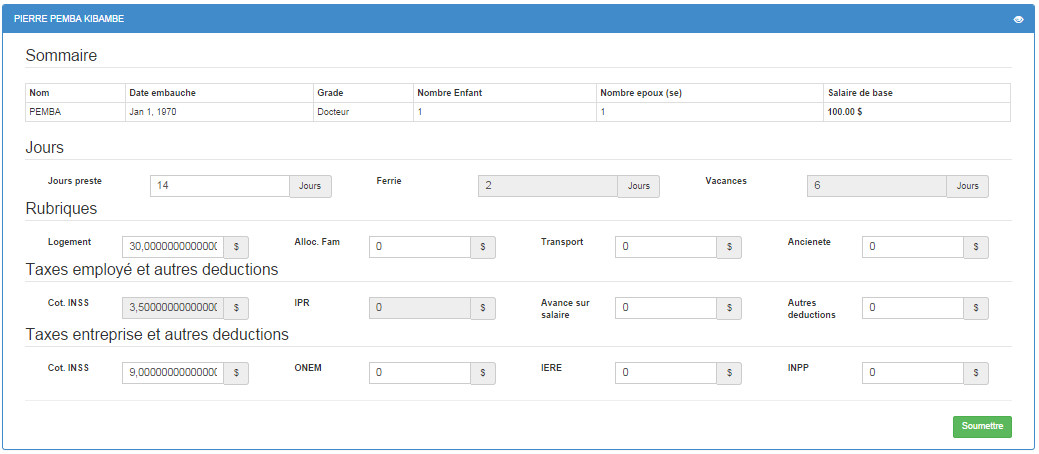 PIERRE PEMBA KIBAMBE
Sommaire
Nom Date embauche Grade Nombre Enfant Nombre epoux (se) Salaire de base
PEMBA Jan 1, 1970 Docteur 1 1 100.00 $
Jours
Jours preste 14 Jours Ferrie 2 Jours Vacances 6 Jours
Rubriques
Logement 30,0000000000000 $ Alloc. Fam 0 $ Transport 0 $ Ancienete 0 $
Taxes employé et autres deductions
Cot. INSS 3,50000000000000 $ IPR 0 $ Avance sur salaire 0 $ Autres deductions 0 $
Taxes entreprise et autres deductions
Cot. INSS 9,00000000000000 $ ONEM 0 $ IERE 0 $ INPP 0 $
Soumettre